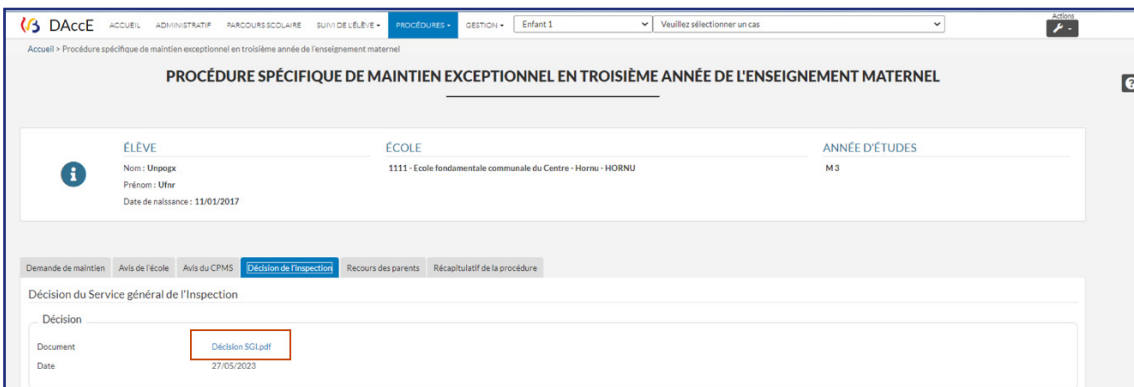 DAccE ACCUEIL ADMINISTRATIF PARCOURS SCOLAIRE SUIVI DE L'ÉLÈVE PROCÉDURES GESTION Enfant 1 Veuillez sélectionner un cas Actions
Accueil > Procédure spécifique de maintien exceptionnel en troisième année de l'enseignement maternel
PROCÉDURE SPÉCIFIQUE DE MAINTIEN EXCEPTIONNEL EN TROISIÈME ANNÉE DE L'ENSEIGNEMENT MATERNEL
ÉLÈVE ÉCOLE ANNÉE D'ÉTUDES
Nom : Unpogx 1111 - Ecole fondamentale communale du Centre - Hornu - HORNU M 3
Prénom : Ufnr
Date de naissance : 11/01/2017
Demande de maintien Avis de l'école Avis du CPMS Décision de l'inspection Recours des parents Récapitulatif de la procédure
Décision du Service général de l'Inspection
Décision
Document Décision SGI.pdf
Date 27/05/2023